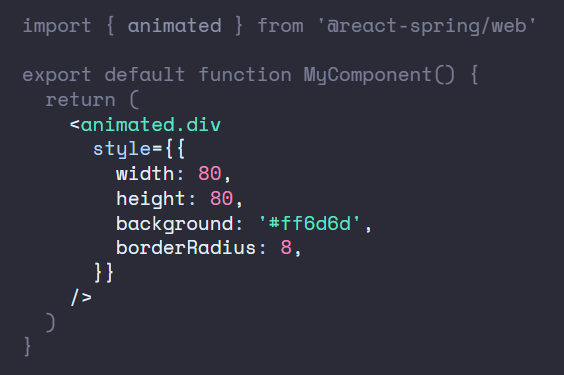 import { animated } from '@react-spring/web'
export default function MyComponent() {
return (
<animated.div
style={{
width: 80,
height: 80,
background: '#ff6d6d',
borderRadius: 8,
}}
/>
)
}